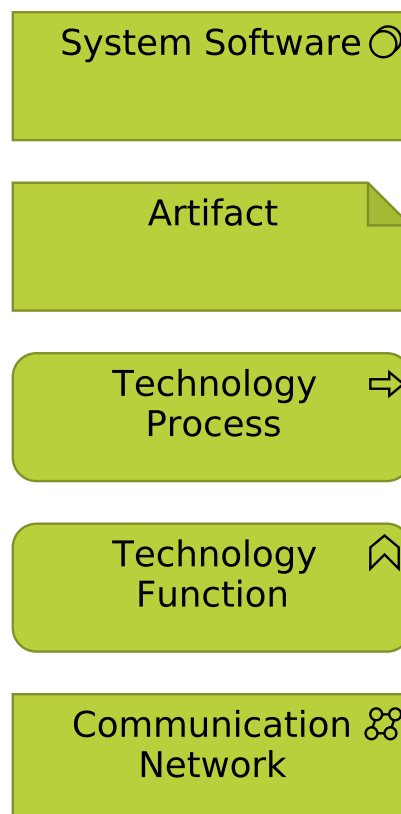 System Software
Artifact
Technology
Process
Technology
Function
Communication
Network